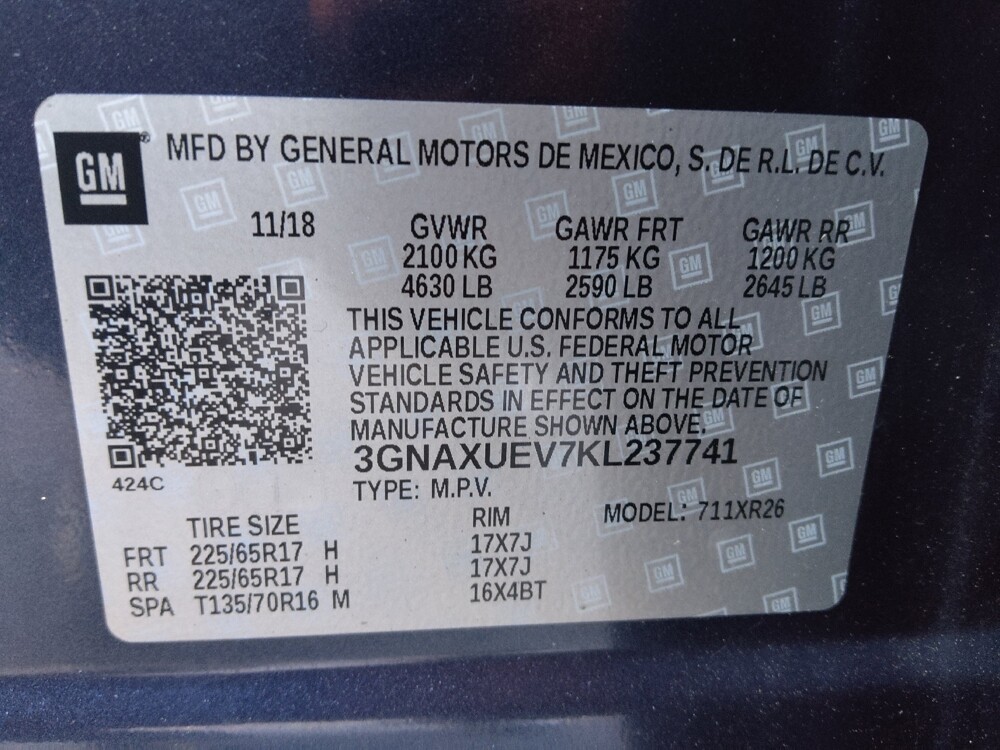 GM® MFD BY GENERAL MOTORS DE MEXICO, S. DE R.L. DE C.V.
11/18 GVWR GAWR FRT GAWR RR
2100 KG 1175 KG 1200 KG
4630 LB 2590 LB 2645 LB
THIS VEHICLE CONFORMS TO ALL
APPLICABLE U.S. FEDERAL MOTOR
VEHICLE SAFETY AND THEFT PREVENTION
STANDARDS IN EFFECT ON THE DATE OF
MANUFACTURE SHOWN ABOVE.
3GNAXUEV7KL237741
424C
TYPE: M.P.V.
MODEL: 711XR26
TIRE SIZE RIM
FRT 225/65R17 H 17X7J
RR 225/65R17 H 17X7J
SPA T135/70R16 M 16X4BT